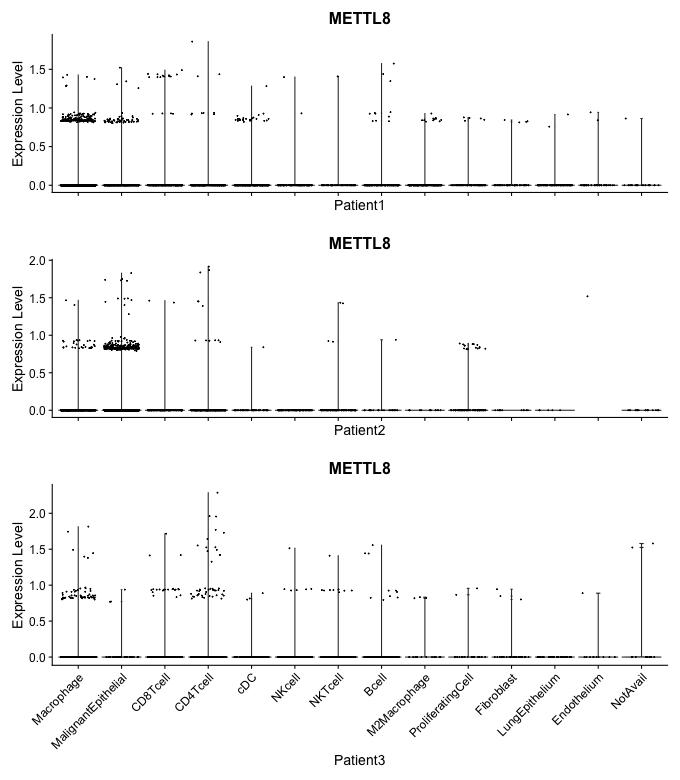 METTL8
Expression Level
1.5
1.0
0.5
0.0
Patient1
METTL8
Expression Level
2.0
1.5
1.0
0.5
0.0
Patient2
METTL8
Expression Level
2.0
1.5
1.0
0.5
0.0
Macrophage
MalignantEpithelial
CD8Tcell
CD4Tcell
cDC
NKcell
NKTcell
Bcell
M2Macrophage
ProliferatingCell
Fibroblast
LungEpithelium
Endothelium
NotAvail
Patient3